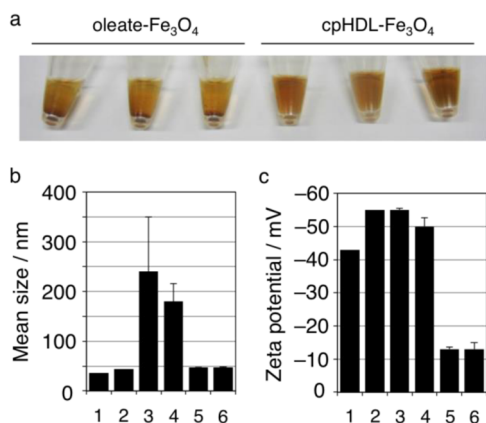 a
oleate-Fe₃O₄ cpHDL-Fe₃O₄
b
Mean size / nm
400
300
200
100
0
1 2 3 4 5 6
c
Zeta potential / mV
−60
−50
−40
−30
−20
−10
0
1 2 3 4 5 6